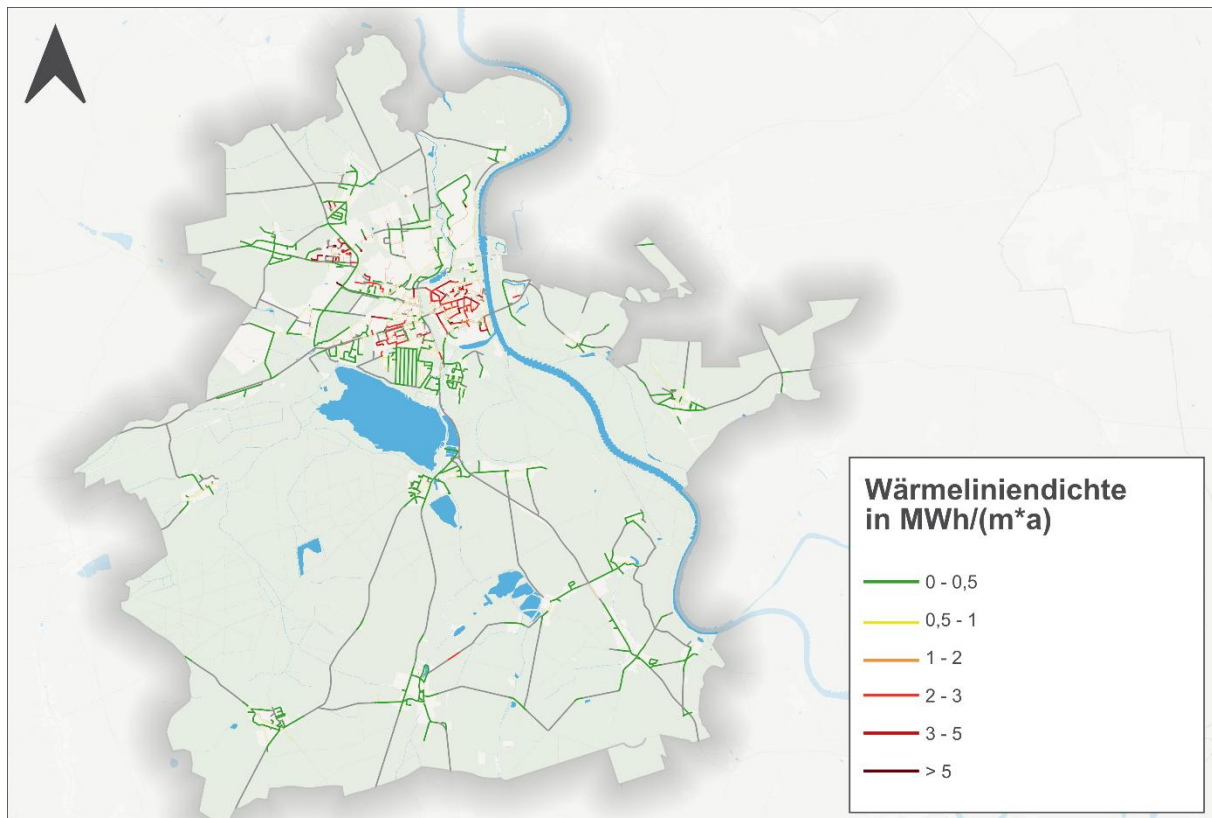 Wärmeliniendichte
in MWh/(m*a)
0 - 0,5
0,5 - 1
1 - 2
2 - 3
3 - 5
> 5